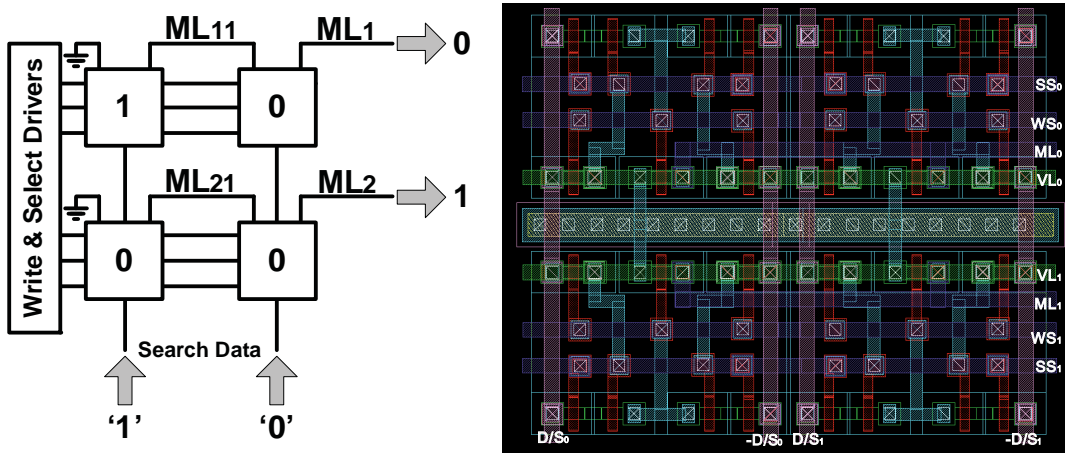 Write & Select Drivers
ML11
ML1
0
1
0
ML21
ML2
1
0
0
Search Data
‘1’
‘0’
SS0
WS0
ML0
VL0
VL1
ML1
WS1
SS1
D/S0
-D/S0
D/S1
-D/S1